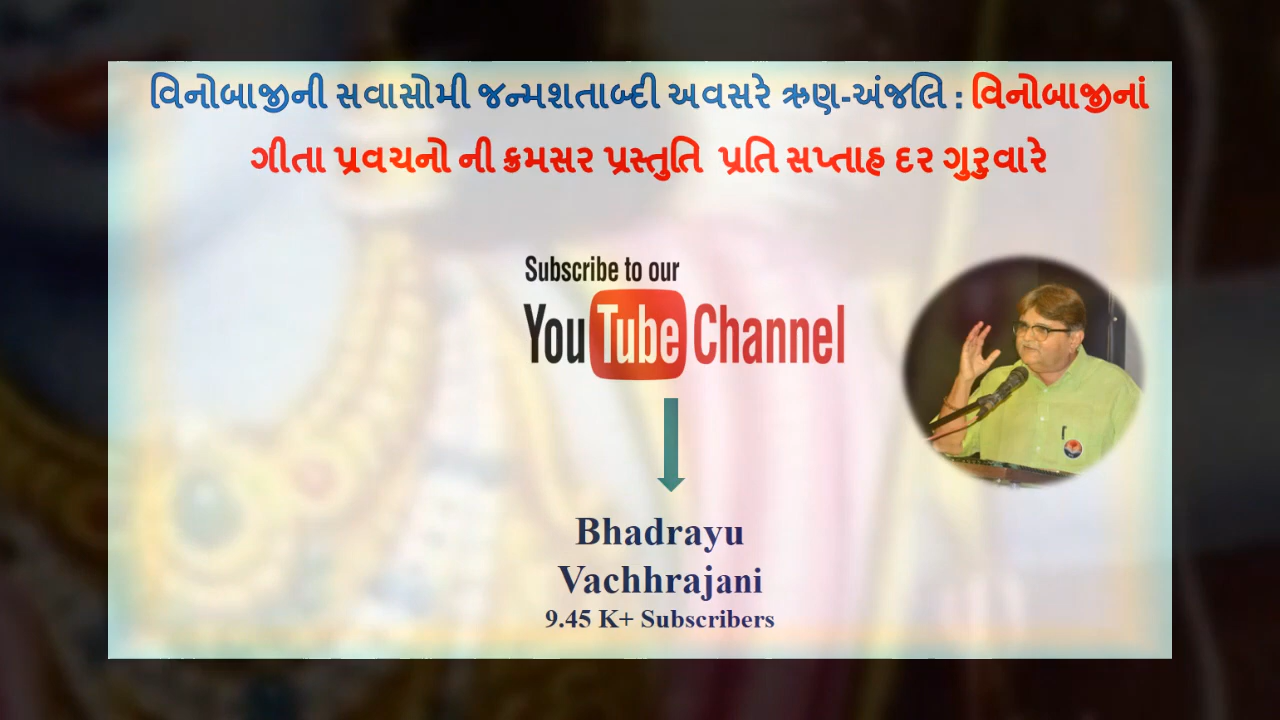 વિનોબાજીની સવાસોમી જન્મશતાબ્દી અવસરે ઋણ-અંજલિ : વિનોબાજીનાં
ગીતા પ્રવચનો ની ક્રમસર પ્રસ્તુતિ પ્રતિ સપ્તાહ દર ગુરુવારે
Subscribe to our
YouTube Channel
Bhadrayu
Vachhrajani
9.45 K+ Subscribers